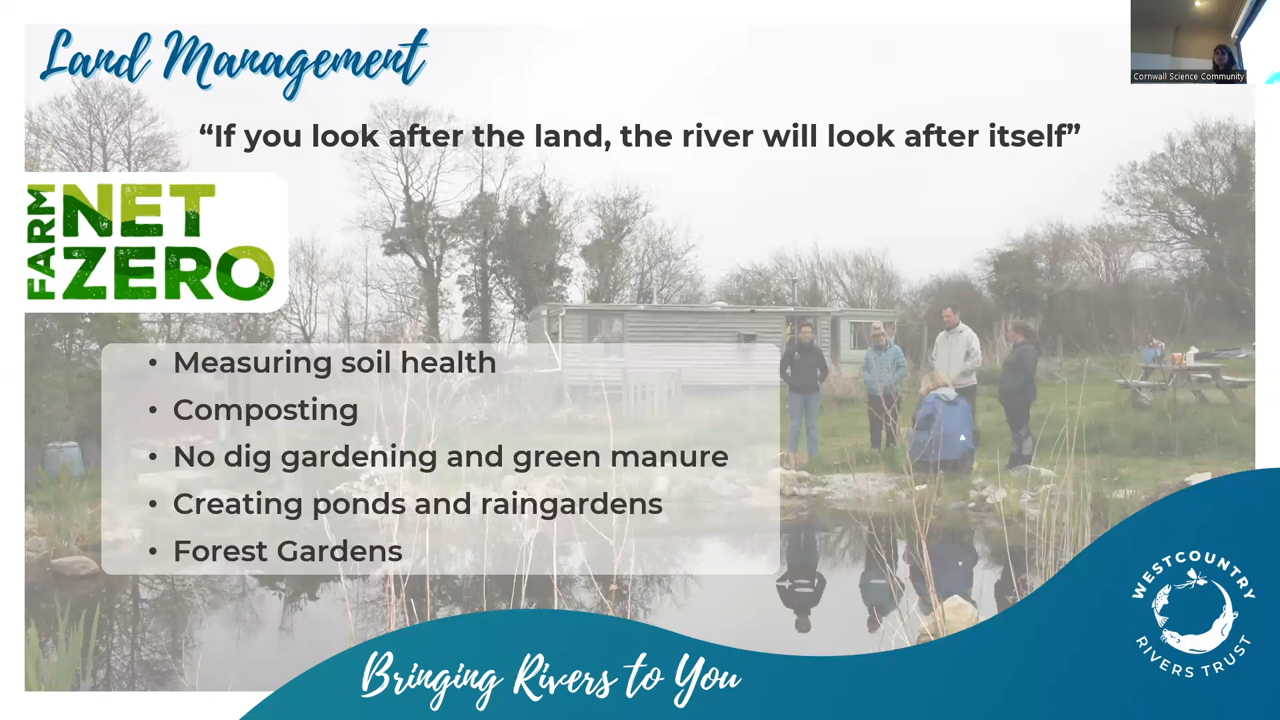 Land Management
Cornwall Science Community
“If you look after the land, the river will look after itself”
FARM
NET
ZERO
• Measuring soil health
• Composting
• No dig gardening and green manure
• Creating ponds and raingardens
• Forest Gardens
WESTCOUNTRY
RIVERS TRUST
Bringing Rivers to You